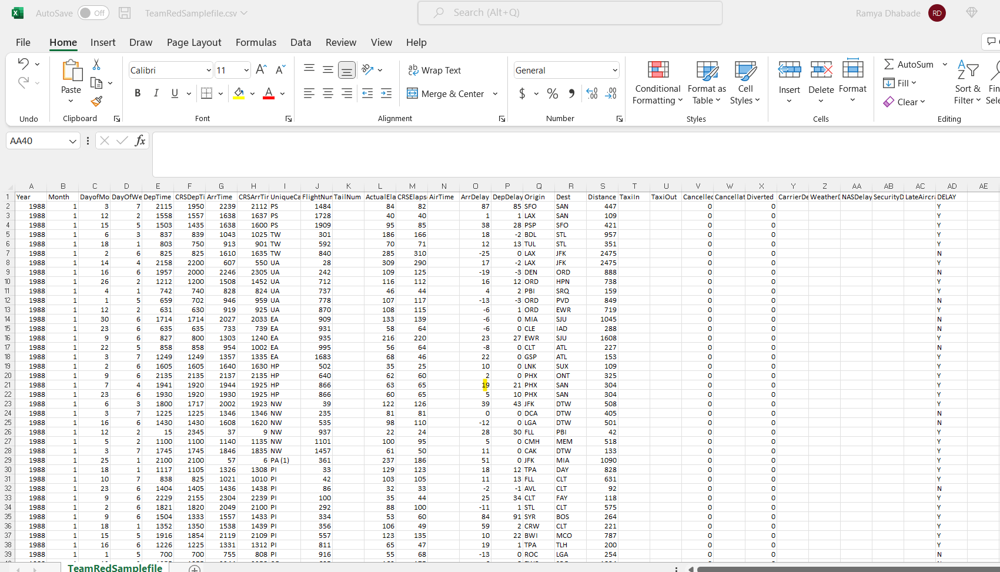 AutoSave Off TeamRedSamplefile.csv Search (Alt+Q) Ramya Dhabade RD
File Home Insert Draw Page Layout Formulas Data Review View Help
Calibri 11 Wrap Text General AutoSum
Paste B I U Merge & Center $ % Conditional Formatting Format as Table Cell Styles Insert Delete Format Fill Sort & Filter
Clear
Undo Clipboard Font Alignment Number Styles Cells Editing
AA40 fx
A B C D E F G H I J K L M N O P Q R S T U V W X Y Z AA AB AC AD AE
1 Year Month DayofMo DayOfWe DepTime CRSDepTi ArrTime CRSArrTir UniqueCa FlightNur TailNum ActualEla CRSElaps AirTime ArrDelay DepDelay Origin Dest Distance TaxiIn TaxiOut Cancelled Cancellat Diverted CarrierDe WeatherD NASDelay SecurityD LateAircra DELAY
2 1988 1 3 7 2115 1950 2239 2112 PS 1484 84 82 87 85 SFO SAN 447 0 0 Y
3 1988 1 12 2 1558 1557 1638 1637 PS 1728 40 40 1 1 LAX SAN 109 0 0 Y
4 1988 1 15 5 1503 1435 1638 1600 PS 1909 95 85 38 28 PSP SFO 421 0 0 Y
5 1988 1 6 3 837 839 1043 1025 TW 301 186 166 18 -2 BDL STL 957 0 0 Y
6 1988 1 18 1 803 750 913 901 TW 592 70 71 12 13 TUL STL 351 0 0 Y
7 1988 1 2 6 825 825 1610 1635 TW 840 285 310 -25 0 LAX JFK 2475 0 0 N
8 1988 1 14 4 2158 2200 607 550 UA 28 309 290 17 -2 LAX JFK 2475 0 0 Y
9 1988 1 16 6 1957 2000 2246 2305 UA 242 109 125 -19 -3 DEN ORD 888 0 0 N
10 1988 1 26 2 1212 1200 1508 1452 UA 712 116 112 16 12 ORD HPN 738 0 0 Y
11 1988 1 4 1 742 740 828 824 UA 737 46 44 4 2 PBI SRQ 159 0 0 Y
12 1988 1 1 5 659 702 946 959 UA 778 107 117 -13 -3 ORD PVD 849 0 0 N
13 1988 1 12 2 631 630 919 925 UA 870 108 115 -6 1 ORD EWR 719 0 0 Y
14 1988 1 30 6 1714 1714 2027 2033 EA 909 133 139 -6 0 MIA SJU 1045 0 0 N
15 1988 1 23 6 635 635 733 739 EA 931 58 64 -6 0 CLE IAD 288 0 0 N
16 1988 1 9 6 827 800 1303 1240 EA 935 216 220 23 27 EWR SJU 1608 0 0 Y
17 1988 1 22 5 858 858 954 1002 EA 995 56 64 -8 0 CLT ATL 227 0 0 N
18 1988 1 3 7 1249 1249 1357 1335 EA 1683 68 46 22 0 GSP ATL 153 0 0 Y
19 1988 1 2 6 1605 1605 1640 1630 HP 502 35 25 10 0 LNK SUX 109 0 0 Y
20 1988 1 9 6 2135 2135 2137 2135 HP 640 62 60 2 0 PHX ONT 325 0 0 Y
21 1988 1 7 4 1941 1920 1944 1925 HP 866 63 65 19 21 PHX SAN 304 0 0 Y
22 1988 1 23 6 1930 1920 1930 1925 HP 866 60 65 5 10 PHX SAN 304 0 0 Y
23 1988 1 6 3 1800 1717 2002 1923 NW 39 122 126 39 43 JFK DTW 508 0 0 Y
24 1988 1 3 7 1225 1225 1346 1346 NW 235 81 81 0 0 DCA DTW 405 0 0 N
25 1988 1 16 6 1430 1430 1608 1620 NW 535 98 110 -12 0 LGA DTW 501 0 0 N
26 1988 1 12 2 15 2345 37 9 NW 937 22 24 28 30 FLL PBI 42 0 0 Y
27 1988 1 5 2 1100 1100 1140 1135 NW 1101 100 95 5 0 CMH MEM 518 0 0 Y
28 1988 1 3 7 1745 1745 1846 1835 NW 1457 61 50 11 0 CAK DTW 133 0 0 Y
29 1988 1 25 1 2100 2100 57 6 PA (1) 361 237 186 51 0 JFK MIA 1090 0 0 Y
30 1988 1 18 1 1117 1105 1326 1308 PI 33 129 123 18 12 TPA DAY 828 0 0 Y
31 1988 1 10 7 838 825 1021 1010 PI 42 103 105 11 13 FLL CLT 631 0 0 Y
32 1988 1 23 6 1404 1405 1436 1438 PI 86 32 33 -2 -1 AVL CLT 92 0 0 N
33 1988 1 9 6 2229 2155 2304 2239 PI 100 35 44 25 34 CLT FAY 118 0 0 Y
34 1988 1 2 6 1821 1820 2049 2100 PI 292 88 100 -11 1 STL CLT 575 0 0 Y
35 1988 1 9 6 1504 1333 1557 1433 PI 334 53 60 84 91 SYR BOS 264 0 0 Y
36 1988 1 18 1 1352 1350 1538 1439 PI 356 106 49 59 2 CRW CLT 221 0 0 Y
37 1988 1 15 5 1916 1854 2119 2109 PI 557 123 135 10 22 BWI MCO 787 0 0 Y
38 1988 1 16 6 1226 1225 1331 1312 PI 811 65 47 19 1 TPA TLH 200 0 0 Y
39 1988 1 1 5 700 700 755 808 PI 916 55 68 -13 0 ROC LGA 254 0 0 N
TeamRedSamplefile